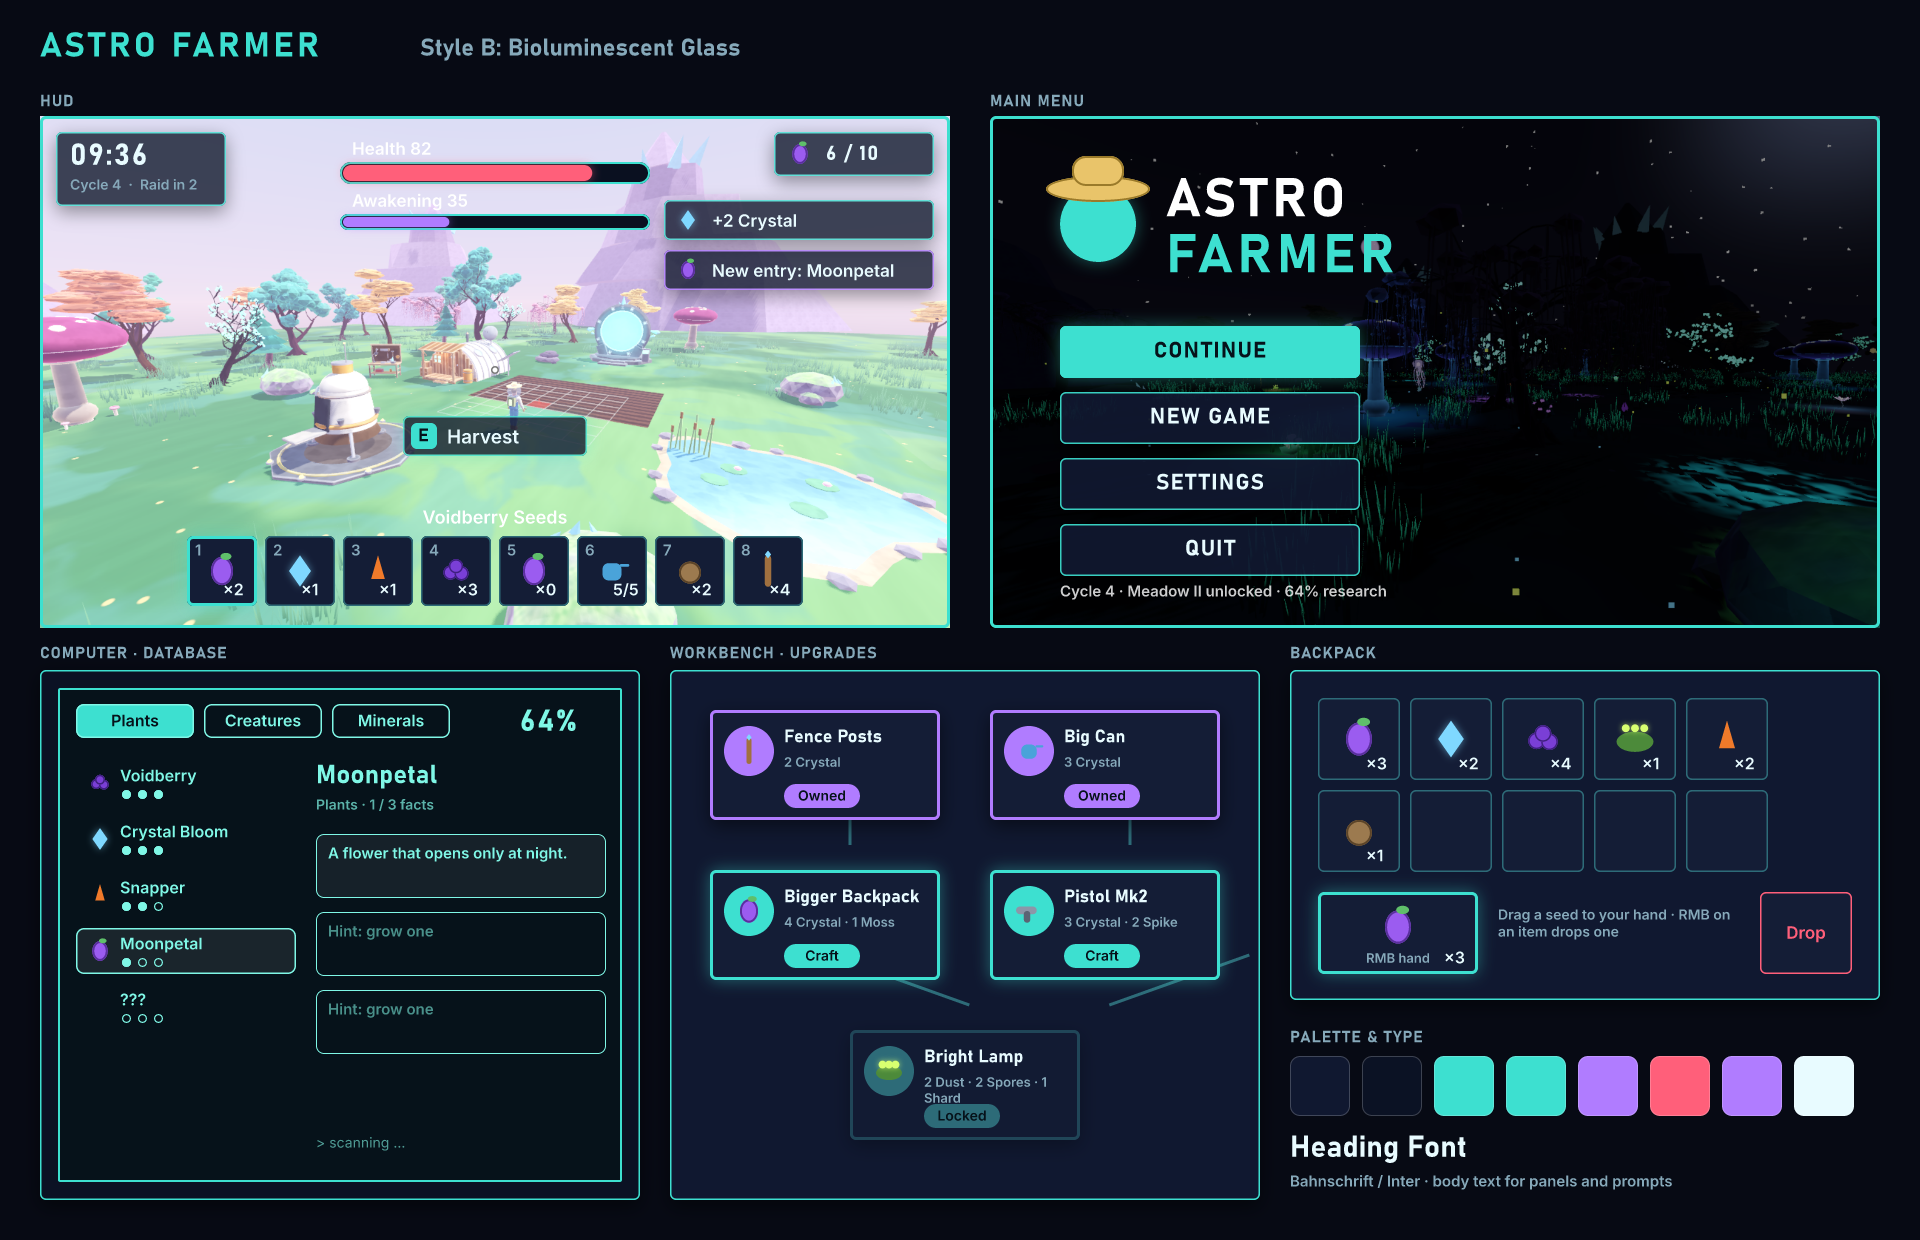 ASTRO FARMER
Style B: Bioluminescent Glass
HUD
09:36
Cycle 4 · Raid in 2
Health 82
Awakening 35
6 / 10
+2 Crystal
New entry: Moonpetal
E Harvest
Voidberry Seeds
1 ×2
2 ×1
3 ×1
4 ×3
5 ×0
6 5/5
7 ×2
8 ×4
MAIN MENU
ASTRO
FARMER
CONTINUE
NEW GAME
SETTINGS
QUIT
Cycle 4 · Meadow II unlocked · 64% research
COMPUTER · DATABASE
Plants
Creatures
Minerals
64%
Voidberry
Crystal Bloom
Snapper
Moonpetal
???
Moonpetal
Plants · 1 / 3 facts
A flower that opens only at night.
Hint: grow one
Hint: grow one
> scanning ...
WORKBENCH · UPGRADES
Fence Posts
2 Crystal
Owned
Big Can
3 Crystal
Owned
Bigger Backpack
4 Crystal · 1 Moss
Craft
Pistol Mk2
3 Crystal · 2 Spike
Craft
Bright Lamp
2 Dust · 2 Spores · 1
Shard
Locked
BACKPACK
×3
×2
×4
×1
×2
×1
RMB hand ×3
Drag a seed to your hand · RMB on
an item drops one
Drop
PALETTE & TYPE
Heading Font
Bahnschrift / Inter · body text for panels and prompts